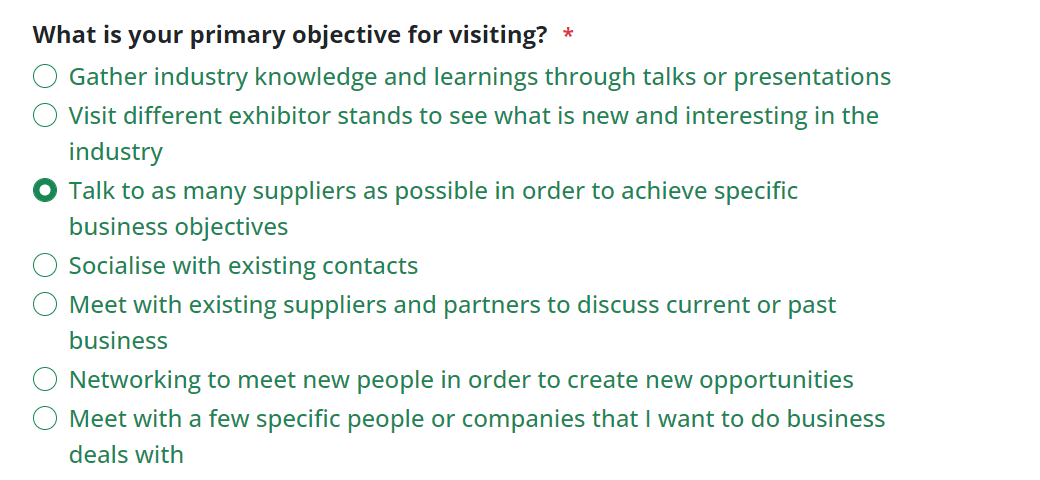 What is your primary objective for visiting? *
Gather industry knowledge and learnings through talks or presentations
Visit different exhibitor stands to see what is new and interesting in the
industry
Talk to as many suppliers as possible in order to achieve specific
business objectives
Socialise with existing contacts
Meet with existing suppliers and partners to discuss current or past
business
Networking to meet new people in order to create new opportunities
Meet with a few specific people or companies that I want to do business
deals with